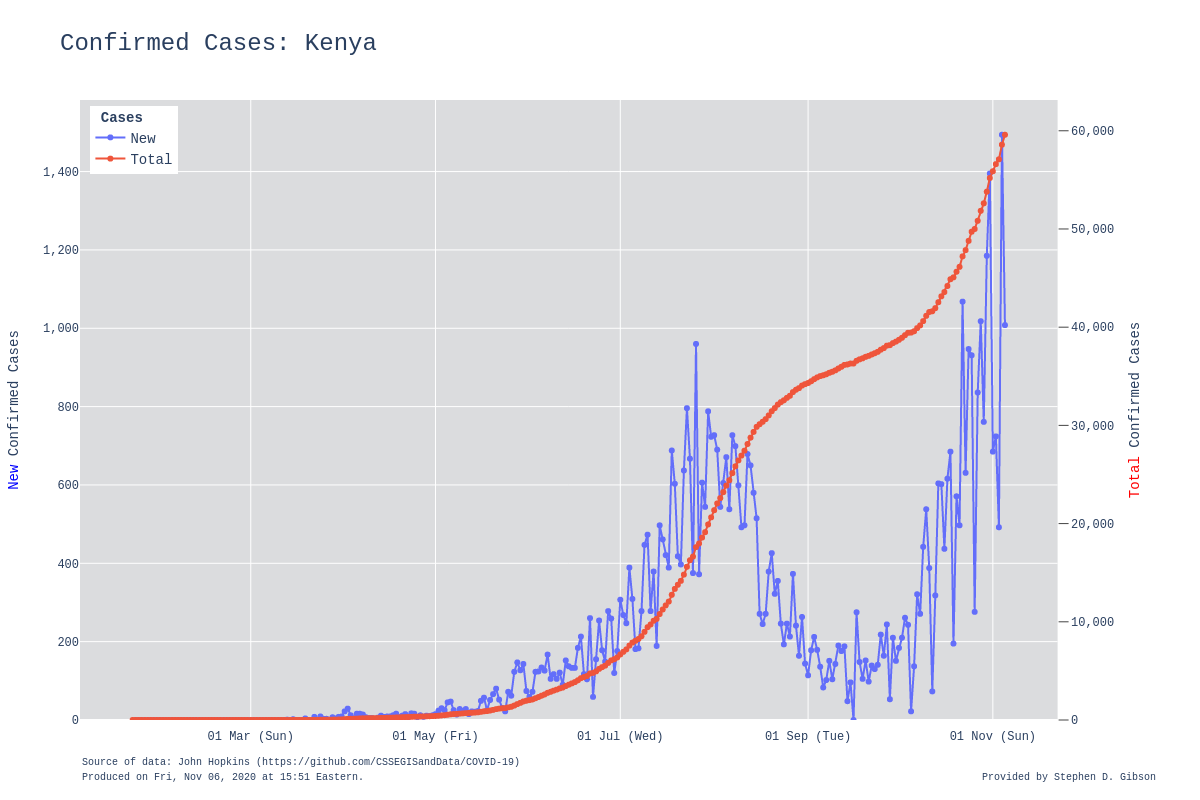 Confirmed Cases: Kenya
Cases
New
Total
1,400
1,200
1,000
800
600
400
200
0
New Confirmed Cases
60,000
50,000
40,000
30,000
20,000
10,000
0
Total Confirmed Cases
01 Mar (Sun)
01 May (Fri)
01 Jul (Wed)
01 Sep (Tue)
01 Nov (Sun)
Source of data: John Hopkins (https://github.com/CSSEGISandData/COVID-19)
Produced on Fri, Nov 06, 2020 at 15:51 Eastern.
Provided by Stephen D. Gibson